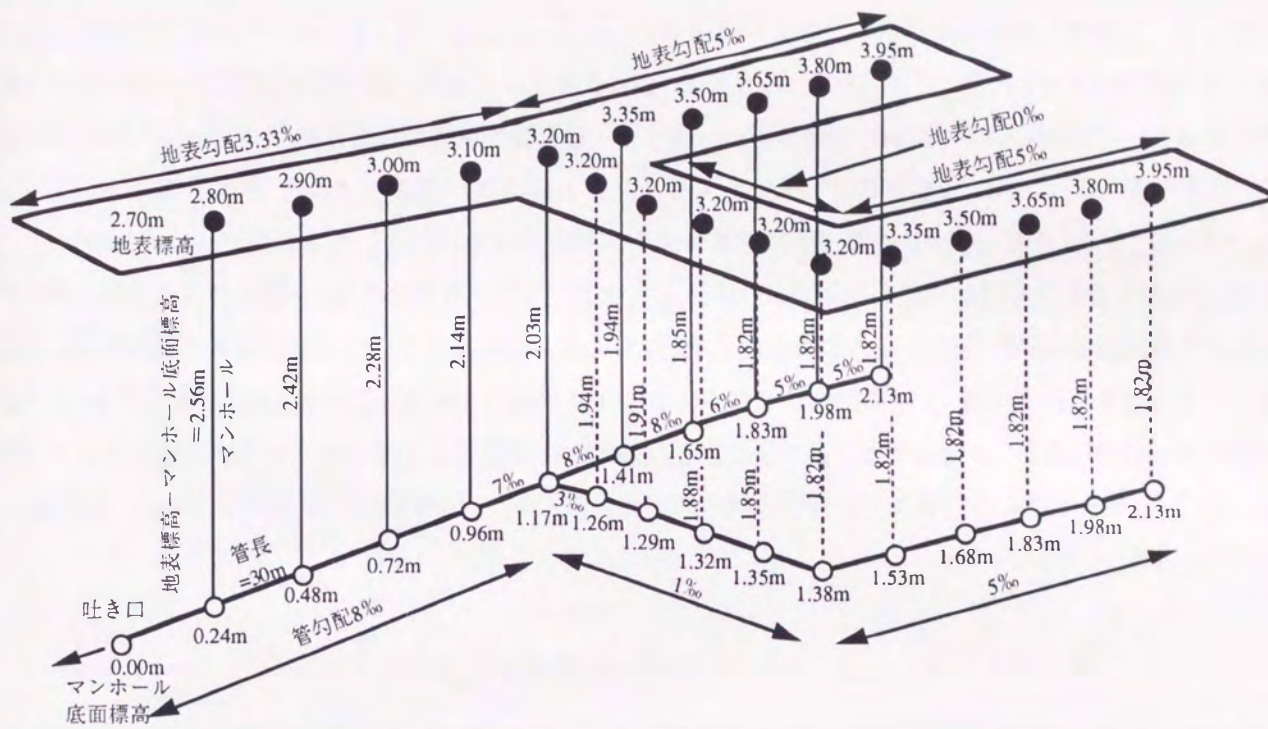 地表勾配5‰
3.95m
3.80m
3.65m
3.50m
3.35m
3.20m
3.10m
3.00m
2.90m
2.80m
2.70m
地表標高
地表勾配3.33‰
地表勾配0‰
地表勾配5‰
3.20m
3.20m
3.20m
3.20m
3.20m
3.35m
3.50m
3.65m
3.80m
3.95m
地表標高−マンホール底面標高
=2.56m
マンホール
2.42m
2.28m
2.14m
2.03m
1.94m
1.85m
1.82m
1.82m
1.82m
1.94m
1.91m
1.88m
1.85m
1.82m
1.82m
1.82m
1.82m
1.82m
1.82m
7‰
8‰
8‰
6‰
5‰
5‰
3‰
1.17m
1.41m
1.65m
1.83m
1.98m
2.13m
1.26m
1.29m
1.32m
1.35m
1.38m
1.53m
1.68m
1.83m
1.98m
2.13m
0.96m
0.72m
0.48m
0.24m
0.00m
管長
=30m
吐き口
管勾配8‰
1‰
5‰
マンホール
底面標高